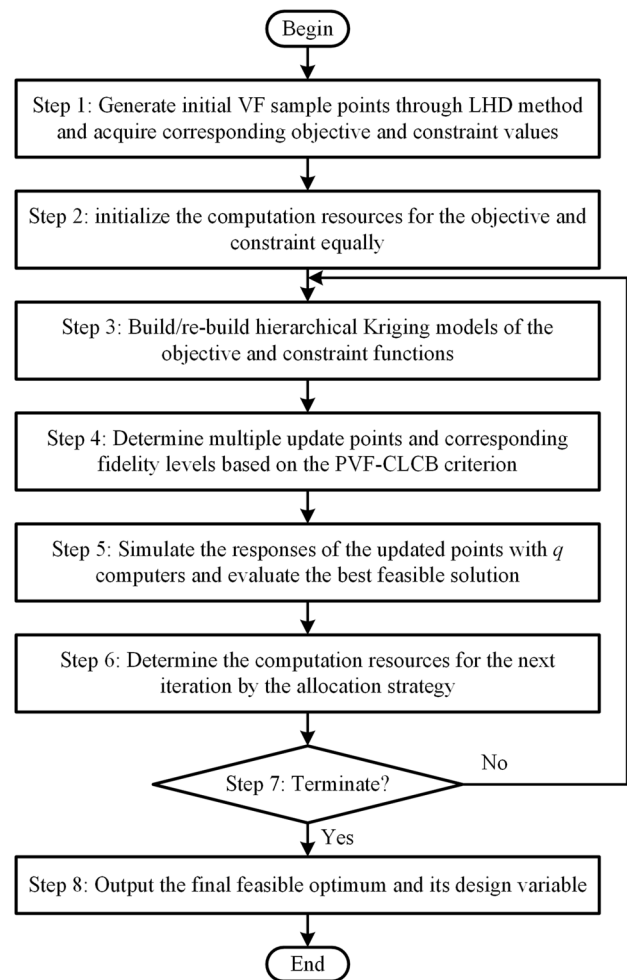 Begin
Step 1: Generate initial VF sample points through LHD method
and acquire corresponding objective and constraint values
Step 2: initialize the computation resources for the objective and
constraint equally
Step 3: Build/re-build hierarchical Kriging models of the
objective and constraint functions
Step 4: Determine multiple update points and corresponding
fidelity levels based on the PVF-CLCB criterion
Step 5: Simulate the responses of the updated points with q
computers and evaluate the best feasible solution
Step 6: Determine the computation resources for the next
iteration by the allocation strategy
Step 7: Terminate?
No
Yes
Step 8: Output the final feasible optimum and its design variable
End